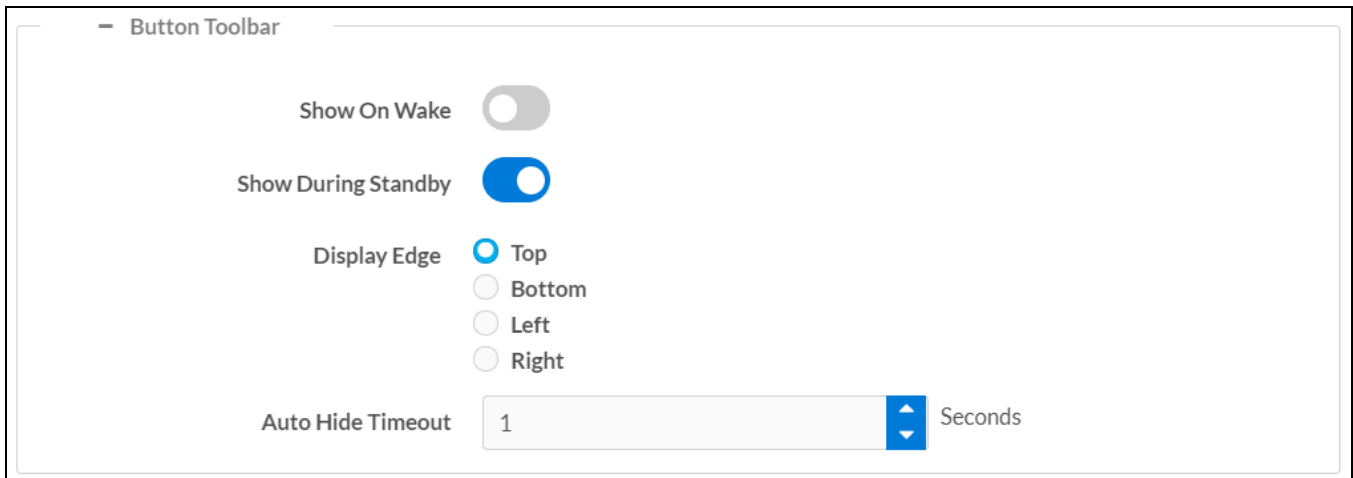 Button Toolbar
Show On Wake
Show During Standby
Display Edge Top
Bottom
Left
Right
Auto Hide Timeout 1 Seconds